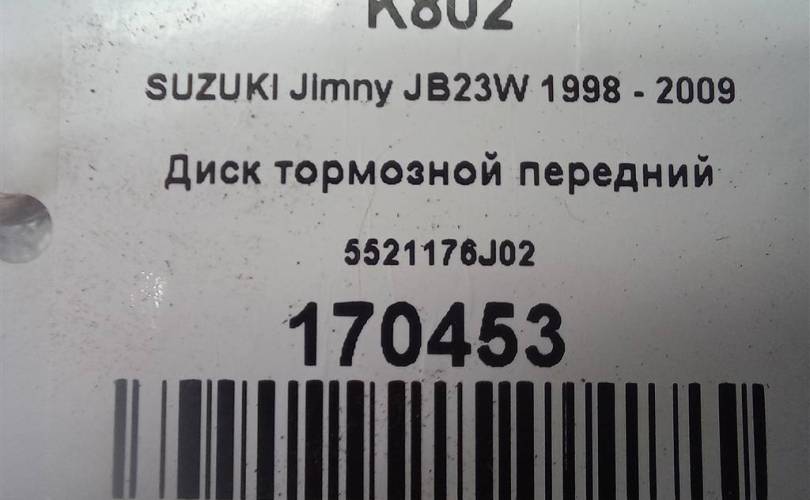 K802
SUZUKI Jimny JB23W 1998 - 2009
Диск тормозной передний
5521176J02
170453